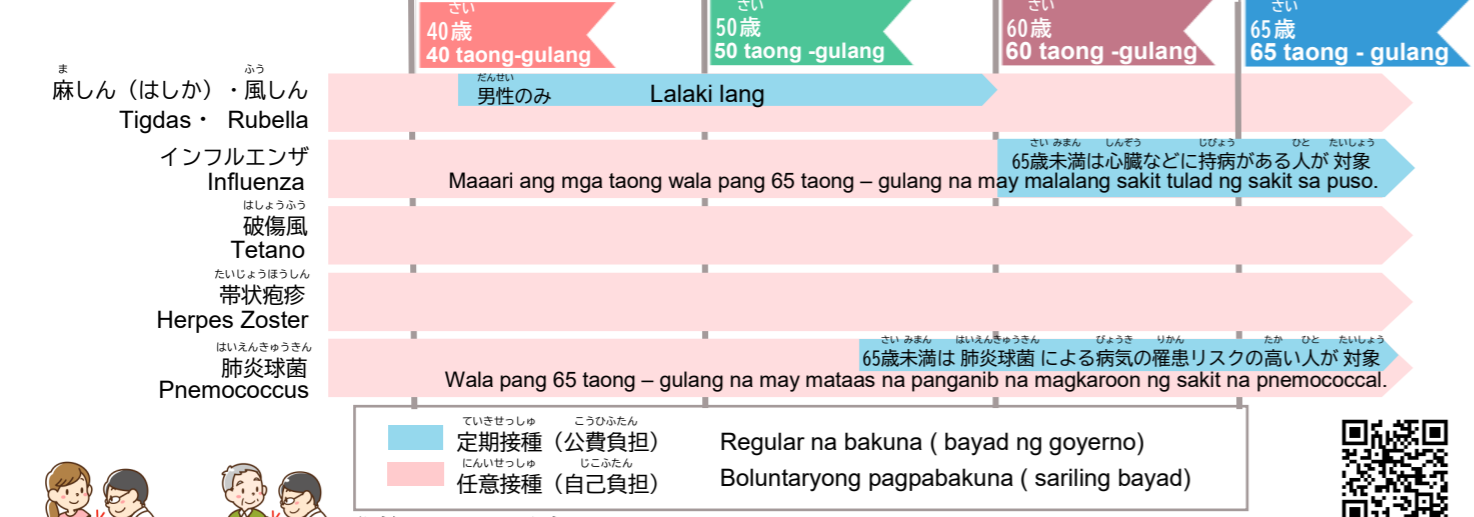 さい
40歳
40 taong-gulang
さい
50歳
50 taong -gulang
さい
60歳
60 taong -gulang
さい
65歳
65 taong - gulang
ま ふう
麻しん（はしか）・風しん
Tigdas・ Rubella
だんせい
男性のみ Lalaki lang
インフルエンザ
Influenza
さい みまん しんぞう じびょう ひと たいしょう
65歳未満は心臓などに持病がある人が 対象
Maaari ang mga taong wala pang 65 taong – gulang na may malalang sakit tulad ng sakit sa puso.
はしょうふう
破傷風
Tetano
たいじょうほうしん
帯状疱疹
Herpes Zoster
はいえんきゅうきん
肺炎球菌
Pnemococcus
さい みまん はいえんきゅうきん びょうき りかん たか ひと たいしょう
65歳未満は 肺炎球菌 による病気の罹患リスクの高い人が 対象
Wala pang 65 taong – gulang na may mataas na panganib na magkaroon ng sakit na pnemococcal.
ていきせっしゅ こうひふたん
定期接種（公費負担） Regular na bakuna ( bayad ng goyerno)
にんいせっしゅ じこふたん
任意接種（自己負担） Boluntaryong pagpabakuna ( sariling bayad)